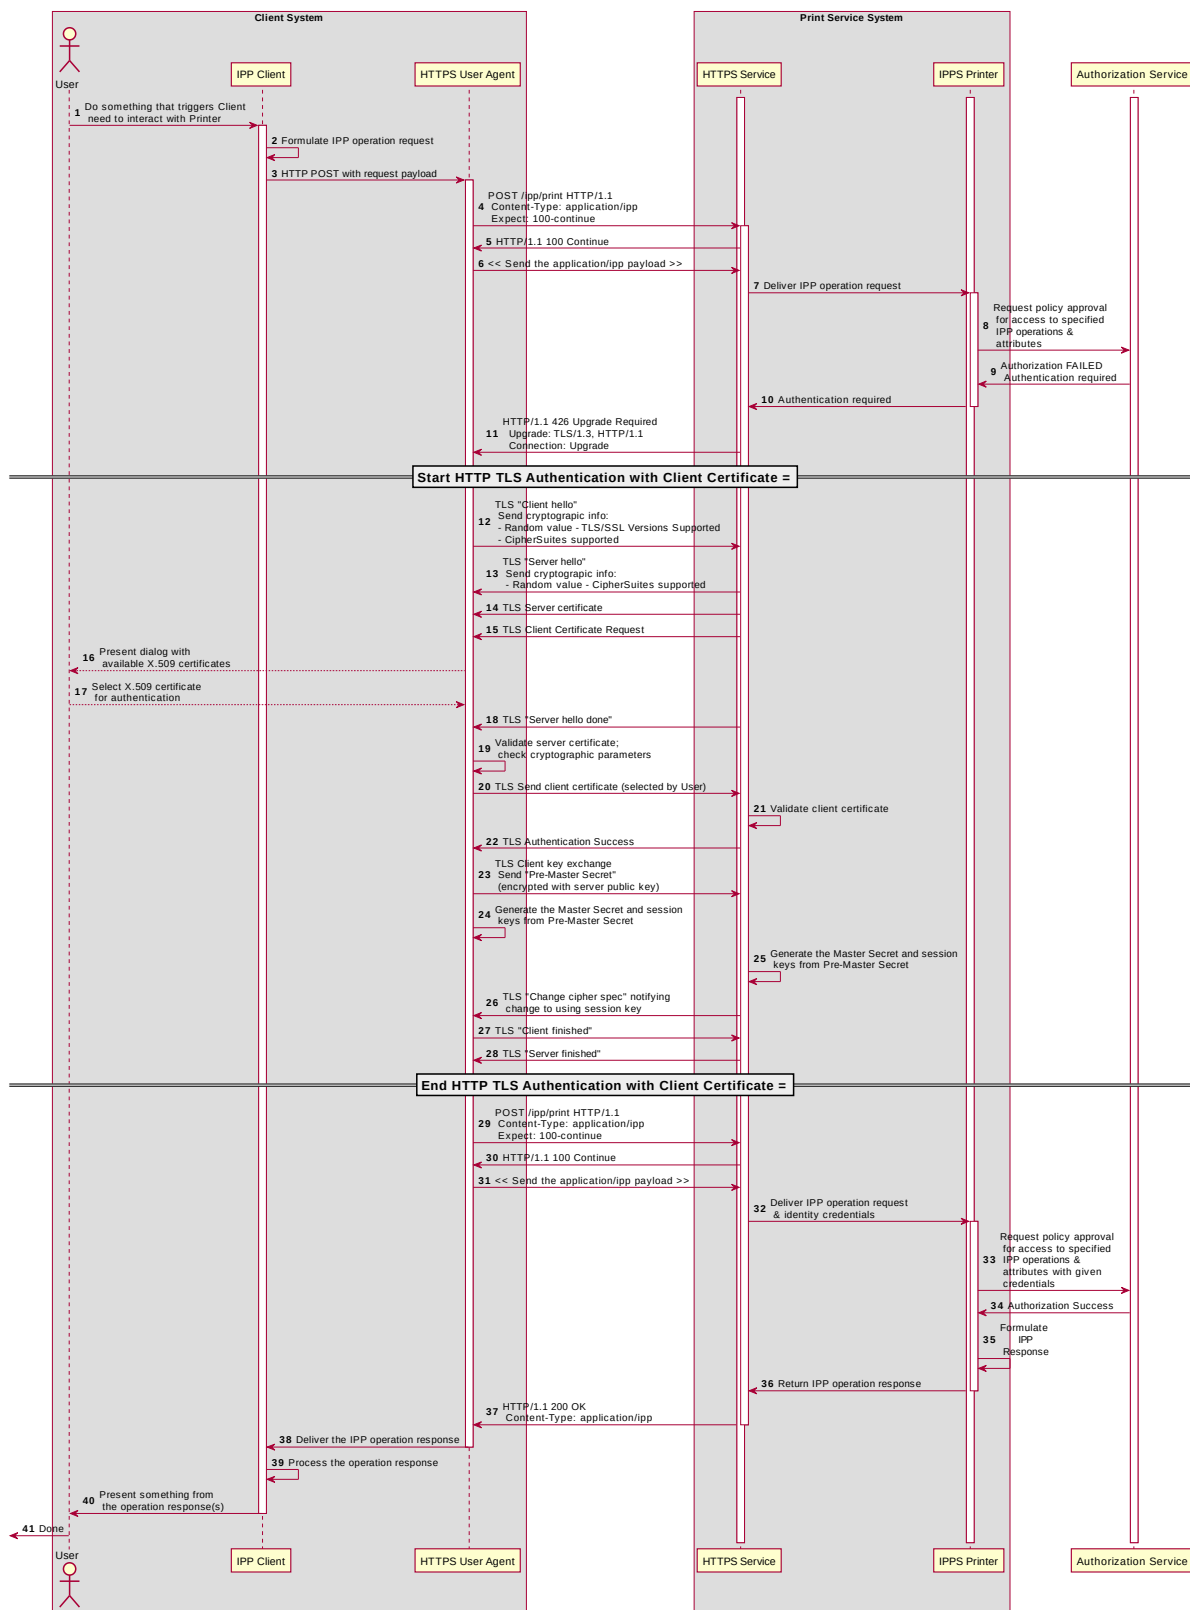 Client System
Print Service System
User
IPP Client
HTTPS User Agent
HTTPS Service
IPPS Printer
Authorization Service
1 Do something that triggers Client
need to interact with Printer
2 Formulate IPP operation request
3 HTTP POST with request payload
POST /ipp/print HTTP/1.1
4 Content-Type: application/ipp
Expect: 100-continue
5 HTTP/1.1 100 Continue
6 << Send the application/ipp payload >>
7 Deliver IPP operation request
Request policy approval
8 for access to specified
IPP operations &
attributes
9 Authorization FAILED
Authentication required
10 Authentication required
HTTP/1.1 426 Upgrade Required
11 Upgrade: TLS/1.3, HTTP/1.1
Connection: Upgrade
Start HTTP TLS Authentication with Client Certificate =
TLS "Client hello"
12 Send cryptograpic info:
- Random value - TLS/SSL Versions Supported
- CipherSuites supported
TLS "Server hello"
13 Send cryptograpic info:
- Random value - CipherSuites supported
14 TLS Server certificate
15 TLS Client Certificate Request
16 Present dialog with
available X.509 certificates
17 Select X.509 certificate
for authentication
18 TLS "Server hello done"
19 Validate server certificate;
check cryptographic parameters
20 TLS Send client certificate (selected by User)
21 Validate client certificate
22 TLS Authentication Success
TLS Client key exchange
23 Send "Pre-Master Secret"
(encrypted with server public key)
24 Generate the Master Secret and session
keys from Pre-Master Secret
25 Generate the Master Secret and session
keys from Pre-Master Secret
26 TLS "Change cipher spec" notifying
change to using session key
27 TLS "Client finished"
28 TLS "Server finished"
End HTTP TLS Authentication with Client Certificate =
POST /ipp/print HTTP/1.1
29 Content-Type: application/ipp
Expect: 100-continue
30 HTTP/1.1 100 Continue
31 << Send the application/ipp payload >>
32 Deliver IPP operation request
& identity credentials
Request policy approval
for access to specified
33 IPP operations &
attributes with given
credentials
34 Authorization Success
Formulate
35 IPP
Response
36 Return IPP operation response
37 HTTP/1.1 200 OK
Content-Type: application/ipp
38 Deliver the IPP operation response
39 Process the operation response
40 Present something from
the operation response(s)
41 Done
User
IPP Client
HTTPS User Agent
HTTPS Service
IPPS Printer
Authorization Service